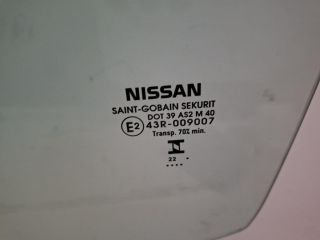 NISSAN
SAINT-GOBAIN SEKURIT
DOT 39 AS2 M 40
E2 43R-009007
Transp. 70% min.
22 .
....